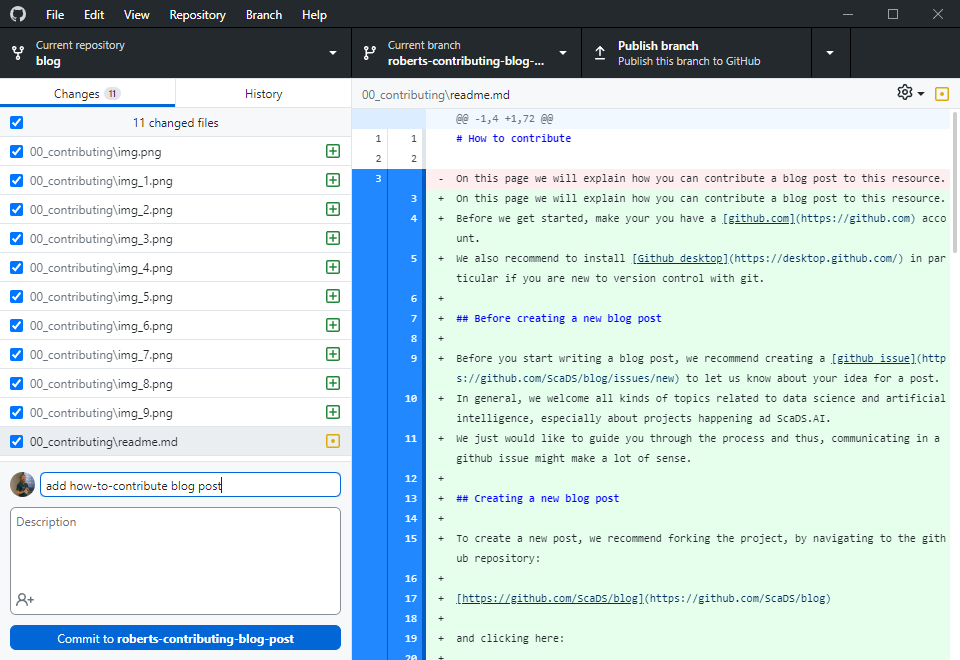 File Edit View Repository Branch Help
Current repository
blog
Current branch
roberts-contributing-blog-...
Publish branch
Publish this branch to GitHub
Changes 11 History
11 changed files
00_contributing\img.png
00_contributing\img_1.png
00_contributing\img_2.png
00_contributing\img_3.png
00_contributing\img_4.png
00_contributing\img_5.png
00_contributing\img_6.png
00_contributing\img_7.png
00_contributing\img_8.png
00_contributing\img_9.png
00_contributing\readme.md
add how-to-contribute blog post
Description
Commit to roberts-contributing-blog-post
00_contributing\readme.md
@@ -1,4 +1,72 @@
1 1 # How to contribute
2 2
3 - On this page we will explain how you can contribute a blog post to this resource.
3 + On this page we will explain how you can contribute a blog post to this resource.
4 + Before we get started, make your you have a [github.com](https://github.com) acco
unt.
5 + We also recommend to install [Github desktop](https://desktop.github.com/) in par
ticular if you are new to version control with git.
6 +
7 + ## Before creating a new blog post
8 +
9 + Before you start writing a blog post, we recommend creating a [github issue](http
s://github.com/ScaDS/blog/issues/new) to let us know about your idea for a post.
10 + In general, we welcome all kinds of topics related to data science and artificial
intelligence, especially about projects happening ad ScaDS.AI.
11 + We just would like to guide you through the process and thus, communicating in a
github issue might make a lot of sense.
12 +
13 + ## Creating a new blog post
14 +
15 + To create a new post, we recommend forking the project, by navigating to the gith
ub repository:
16 +
17 + [https://github.com/ScaDS/blog](https://github.com/ScaDS/blog)
18 +
19 + and clicking here:
20 +